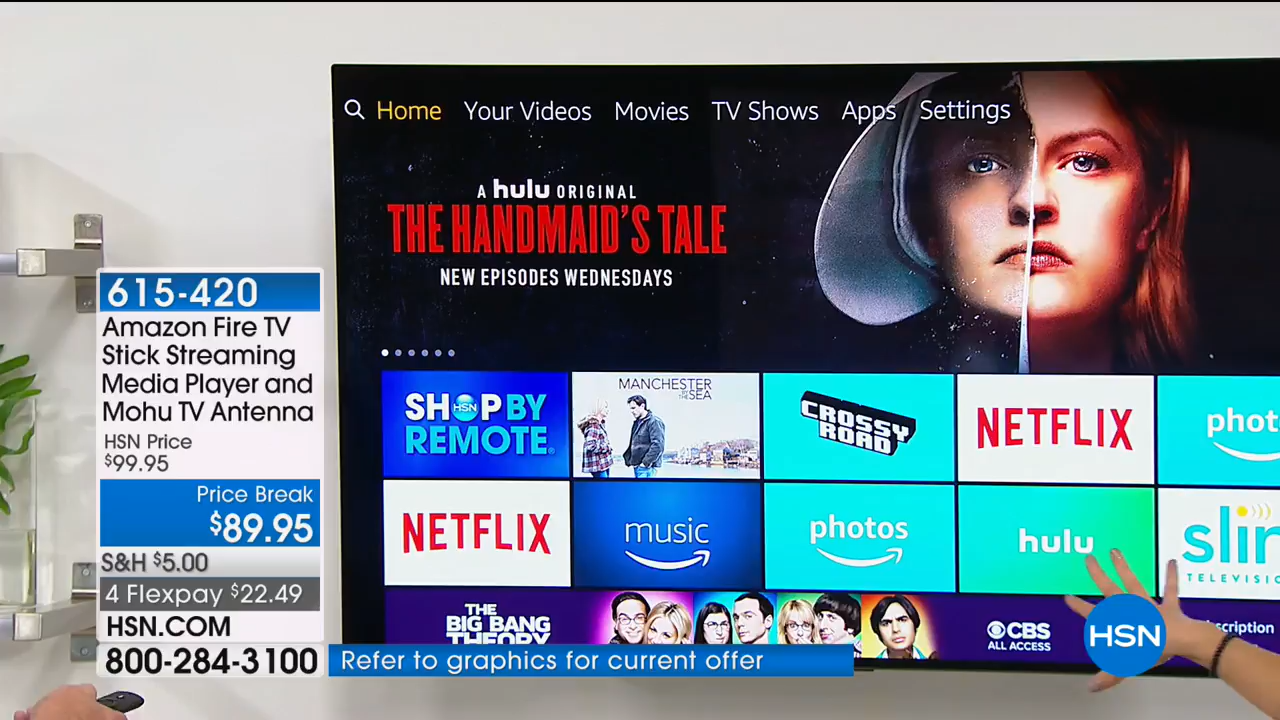 Home Your Videos Movies TV Shows Apps Settings
A hulu ORIGINAL
THE HANDMAID'S TALE
NEW EPISODES WEDNESDAYS
615-420
Amazon Fire TV
Stick Streaming
Media Player and
Mohu TV Antenna
HSN Price
$99.95
Price Break
$89.95
S&H $5.00
4 Flexpay $22.49
HSN.COM
800-284-3100
Refer to graphics for current offer
SHOP BY
HSN
REMOTE
MANCHESTER
BY THE SEA
CROSSY
ROAD
NETFLIX
phot
NETFLIX
music
photos
hulu
slin
TELEVISIO
THE
BIG BANG
THEORY
CBS
ALL ACCESS
HSN